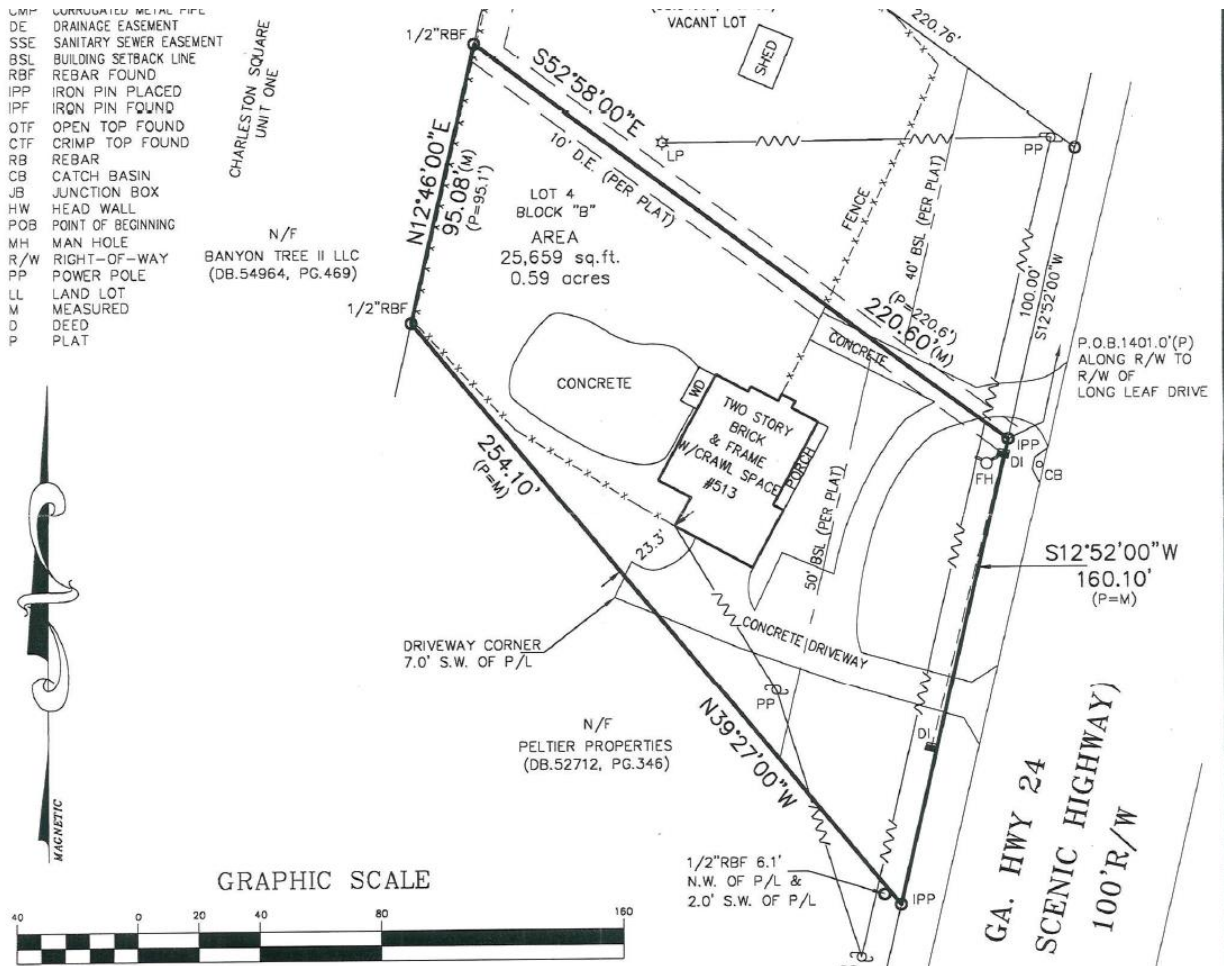 CMP CORRUGATED METAL PIPE
DE DRAINAGE EASEMENT
SSE SANITARY SEWER EASEMENT
BSL BUILDING SETBACK LINE
RBF REBAR FOUND
IPP IRON PIN PLACED
IPF IRON PIN FOUND
OTF OPEN TOP FOUND
CTF CRIMP TOP FOUND
RB REBAR
CB CATCH BASIN
JB JUNCTION BOX
HW HEAD WALL
POB POINT OF BEGINNING
MH MAN HOLE
R/W RIGHT-OF-WAY
PP POWER POLE
LL LAND LOT
M MEASURED
D DEED
P PLAT
CHARLESTON SQUARE
UNIT ONE
N/F
BANYON TREE II LLC
(DB.54964, PG.469)
1/2"RBF
N12°46'00"E
95.08'(M)
(P=95.1')
1/2"RBF
VACANT LOT
SHED
220.76'
S52°58'00"E
10' D.E. (PER PLAT)
LP
PP
LOT 4
BLOCK "B"
AREA
25,659 sq.ft.
0.59 acres
FENCE
40' BSL (PER PLAT)
100.00'
S12°52'00"W
(P=220.6')
220.60'(M)
CONCRETE
P.O.B.1401.0'(P)
ALONG R/W TO
R/W OF
LONG LEAF DRIVE
CONCRETE
WD
TWO STORY
BRICK
& FRAME
W/CRAWL SPACE
#513
PORCH
IPP
DI
FH
CB
254.10'
(P=M)
23.3'
50' BSL (PER PLAT)
S12°52'00"W
160.10'
(P=M)
DRIVEWAY CORNER
7.0' S.W. OF P/L
CONCRETE DRIVEWAY
PP
N/F
PELTIER PROPERTIES
(DB.52712, PG.346)
N39°27'00"W
DI
1/2"RBF 6.1'
N.W. OF P/L &
2.0' S.W. OF P/L
IPP
GA. HWY 24
SCENIC HIGHWAY)
100'R/W
MAGNETIC
GRAPHIC SCALE
40 0 20 40 80 160